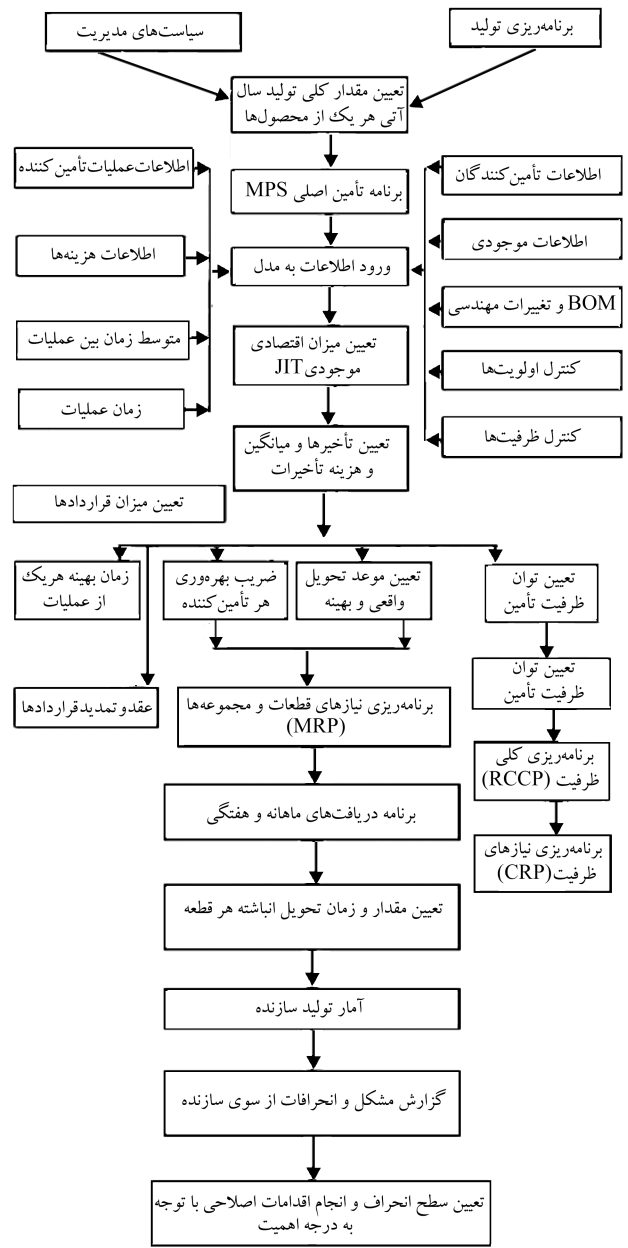 برنامه‌ریزی تولید
سیاست‌های مدیریت
تعیین مقدار کلی تولید سال
آتی هر یک از محصول‌ها
اطلاعات تأمین‌کنندگان
اطلاعات عملیات تأمین‌کننده
برنامه تأمین اصلی MPS
اطلاعات موجودی
اطلاعات هزینه‌ها
ورود اطلاعات به مدل
BOM و تغییرات مهندسی
متوسط زمان بین عملیات
تعیین میزان اقتصادی
موجودی JIT
کنترل اولویت‌ها
زمان عملیات
کنترل ظرفیت‌ها
تعیین تأخیرها و میانگین
و هزینه تأخیرات
تعیین میزان قراردادها
تعیین توان
ظرفیت تأمین
تعیین موعد تحویل
واقعی و بهینه
ضریب بهره‌وری
هر تأمین‌کننده
زمان بهینه هر یک
از عملیات
تعیین توان
ظرفیت تأمین
عقد و تمدید قراردادها
برنامه‌ریزی نیازهای قطعات و مجموعه‌ها
(MRP)
برنامه‌ریزی کلی
ظرفیت (RCCP)
برنامه دریافت‌های ماهانه و هفتگی
برنامه‌ریزی نیازهای
ظرفیت (CRP)
تعیین مقدار و زمان تحویل انباشته هر قطعه
آمار تولید سازنده
گزارش مشکل و انحرافات از سوی سازنده
تعیین سطح انحراف و انجام اقدامات اصلاحی با توجه
به درجه اهمیت